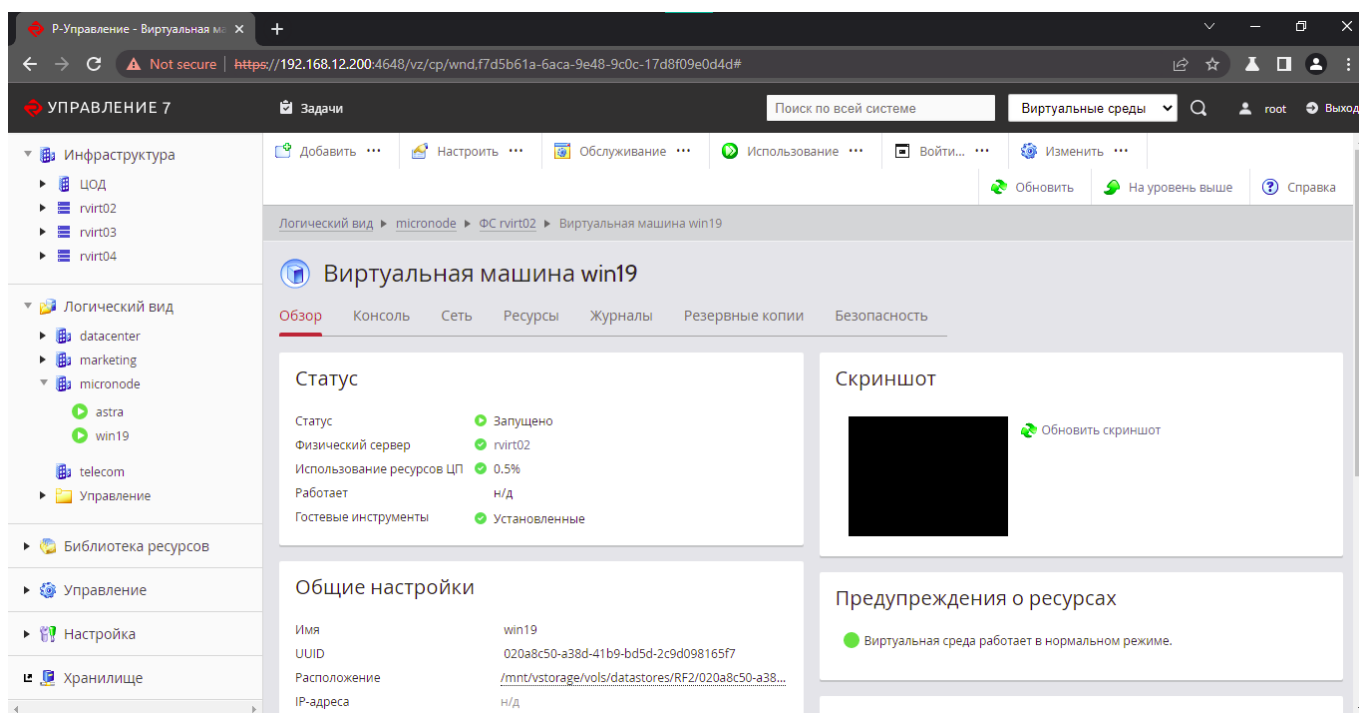 Р-Управление - Виртуальная ма
Not secure | https://192.168.12.200:4648/vz/cp/wnd.f7d5b61a-6aca-9e48-9c0c-17d8f09e0d4d#
УПРАВЛЕНИЕ 7
Задачи
Поиск по всей системе
Виртуальные среды
root
Выход
Инфраструктура
ЦОД
rvirt02
rvirt03
rvirt04
Логический вид
datacenter
marketing
micronode
astra
win19
telecom
Управление
Библиотека ресурсов
Управление
Настройка
Хранилище
Добавить ••• Настроить ••• Обслуживание ••• Использование ••• Войти... ••• Изменить •••
Обновить На уровень выше Справка
Логический вид ▸ micronode ▸ ФС rvirt02 ▸ Виртуальная машина win19
Виртуальная машина win19
Обзор Консоль Сеть Ресурсы Журналы Резервные копии Безопасность
Статус
Статус Запущено
Физический сервер rvirt02
Использование ресурсов ЦП 0.5%
Работает н/д
Гостевые инструменты Установленные
Общие настройки
Имя win19
UUID 020a8c50-a38d-41b9-bd5d-2c9d098165f7
Расположение /mnt/vstorage/vols/datastores/RF2/020a8c50-a38...
IP-адреса н/д
Скриншот
Обновить скриншот
Предупреждения о ресурсах
Виртуальная среда работает в нормальном режиме.